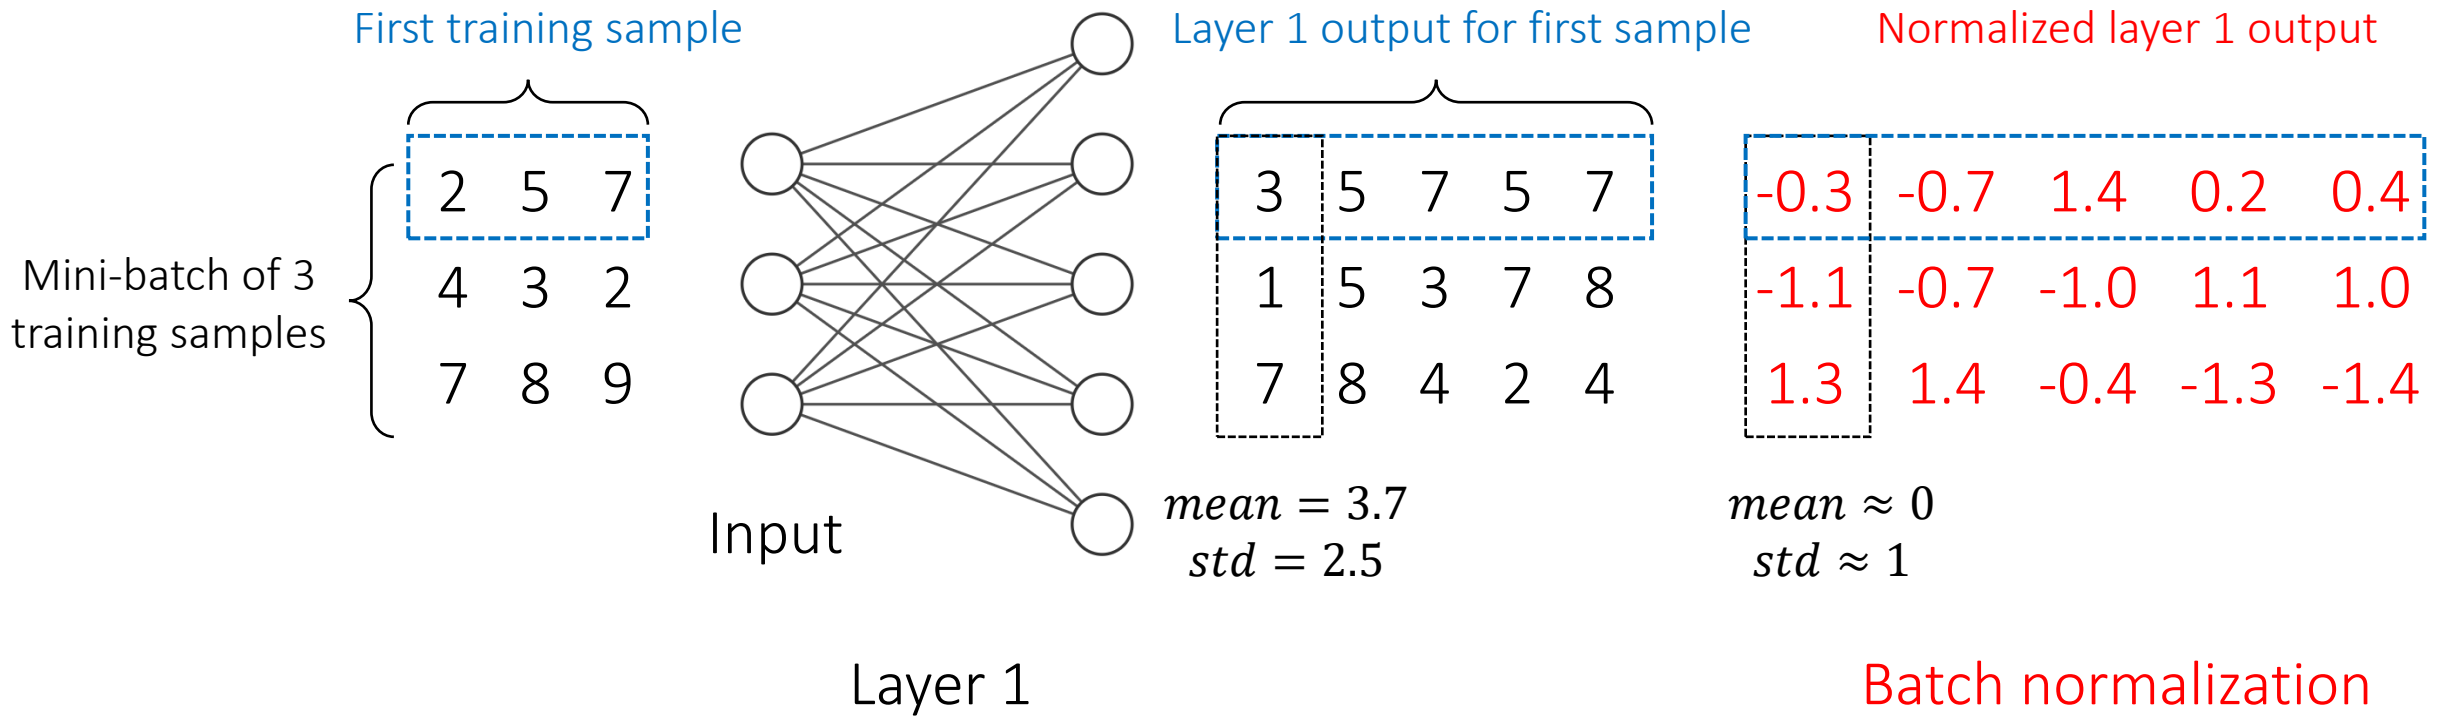 First training sample
Layer 1 output for first sample
Normalized layer 1 output
Mini-batch of 3
training samples
2 5 7
4 3 2
7 8 9
Input
Layer 1
3 5 7 5 7
1 5 3 7 8
7 8 4 2 4
mean = 3.7
std = 2.5
-0.3 -0.7 1.4 0.2 0.4
-1.1 -0.7 -1.0 1.1 1.0
1.3 1.4 -0.4 -1.3 -1.4
mean ≈ 0
std ≈ 1
Batch normalization